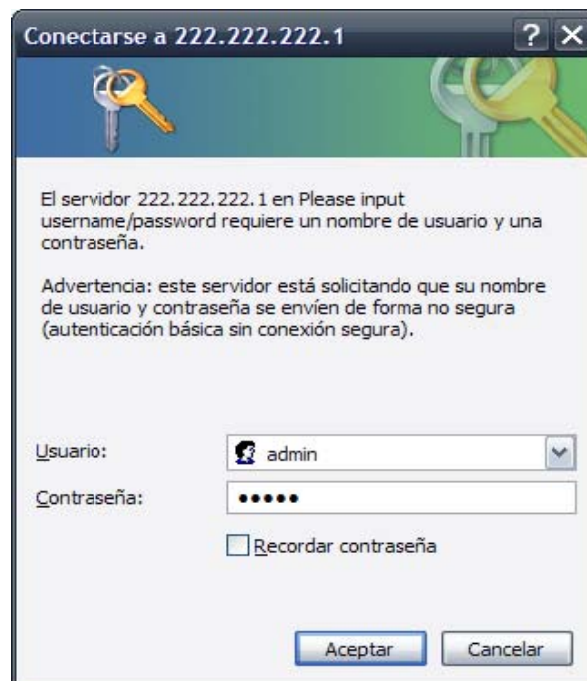 Conectarse a 222.222.222.1
El servidor 222.222.222.1 en Please input
username/password requiere un nombre de usuario y una
contraseña.
Advertencia: este servidor está solicitando que su nombre
de usuario y contraseña se envíen de forma no segura
(autenticación básica sin conexión segura).
Usuario:
admin
Contraseña:
•••••
Recordar contraseña
Aceptar
Cancelar